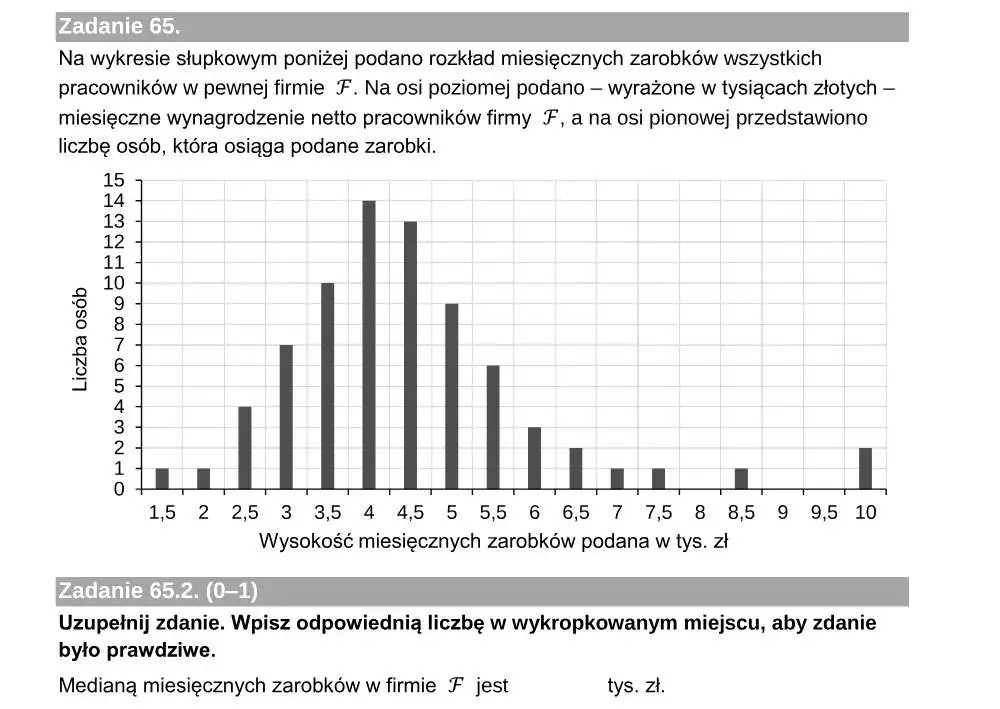 Zadanie 65.
Na wykresie słupkowym poniżej podano rozkład miesięcznych zarobków wszystkich
pracowników w pewnej firmie ℱ. Na osi poziomej podano – wyrażone w tysiącach złotych –
miesięczne wynagrodzenie netto pracowników firmy ℱ, a na osi pionowej przedstawiono
liczbę osób, która osiąga podane zarobki.
15
14
13
12
11
10
9
8
7
6
5
4
3
2
1
0
Liczba osób
1,5 2 2,5 3 3,5 4 4,5 5 5,5 6 6,5 7 7,5 8 8,5 9 9,5 10
Wysokość miesięcznych zarobków podana w tys. zł
Zadanie 65.2. (0–1)
Uzupełnij zdanie. Wpisz odpowiednią liczbę w wykropkowanym miejscu, aby zdanie
było prawdziwe.
Medianą miesięcznych zarobków w firmie ℱ jest tys. zł.